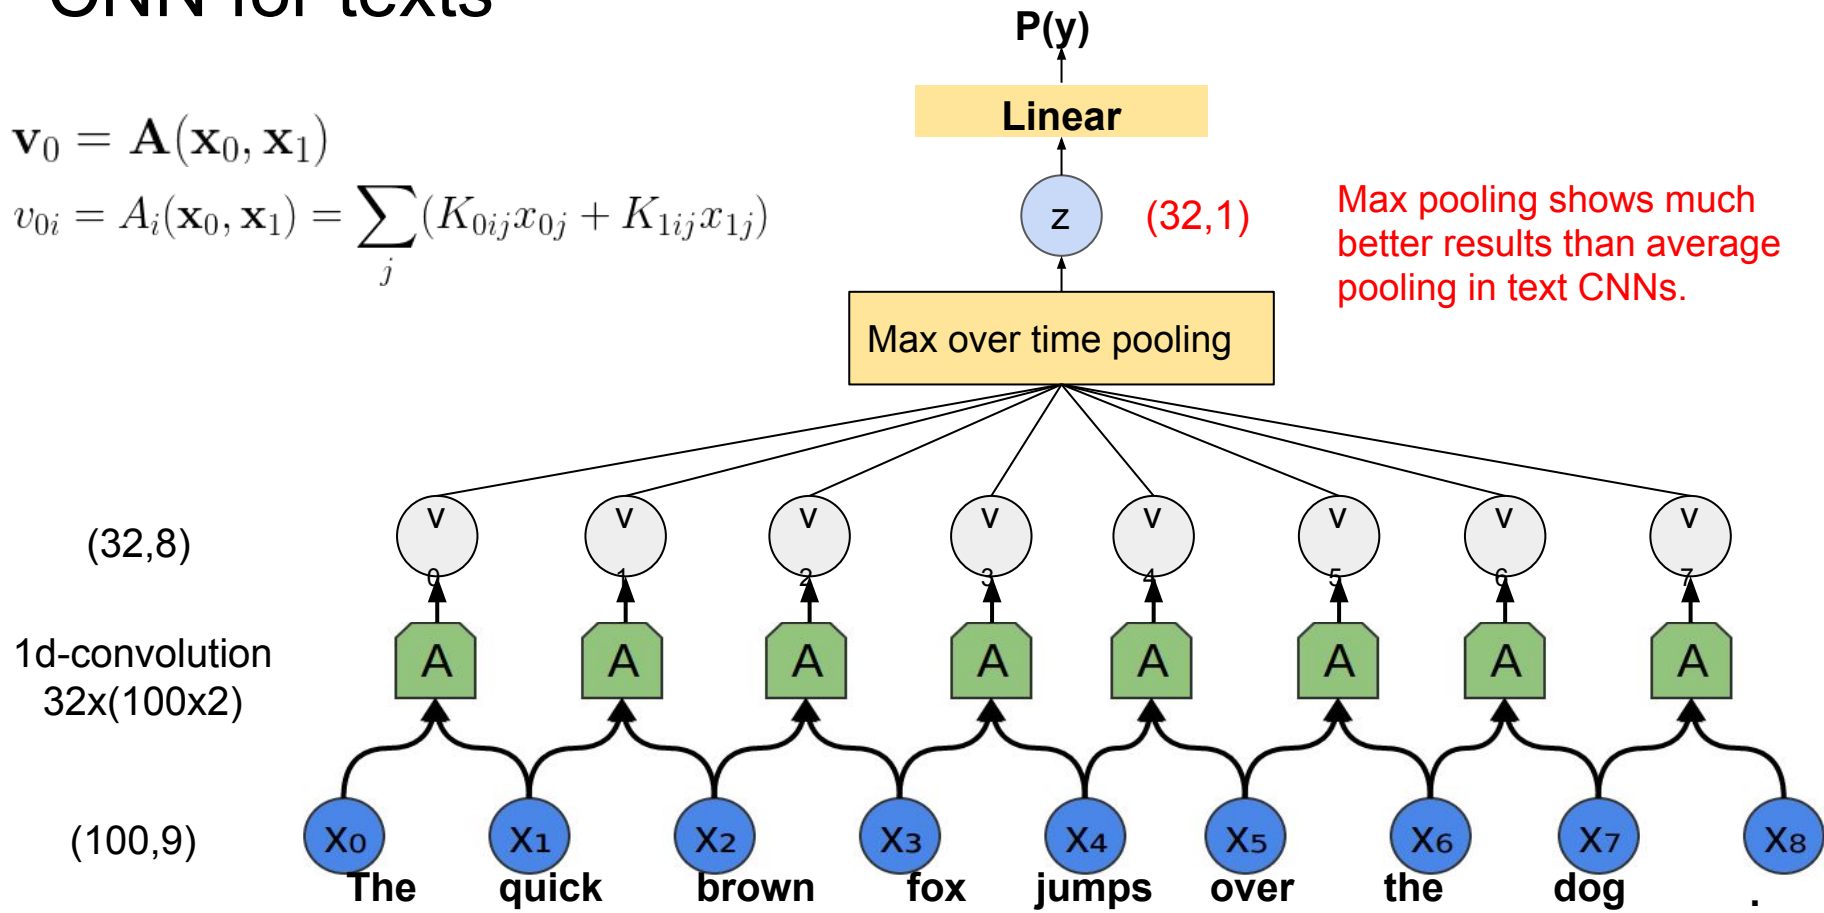 CNN for texts
P(y)
Linear
v₀ = A(x₀, x₁)
v₀ᵢ = Aᵢ(x₀, x₁) = ∑ⱼ(K₀ᵢⱼx₀ⱼ + K₁ᵢⱼx₁ⱼ)
z (32,1)
Max pooling shows much
better results than average
pooling in text CNNs.
Max over time pooling
(32,8) v0 v1 v2 v3 v4 v5 v6 v7
1d-convolution
32x(100x2)
A A A A A A A A
(100,9) x₀ x₁ x₂ x₃ x₄ x₅ x₆ x₇ x₈
The quick brown fox jumps over the dog .